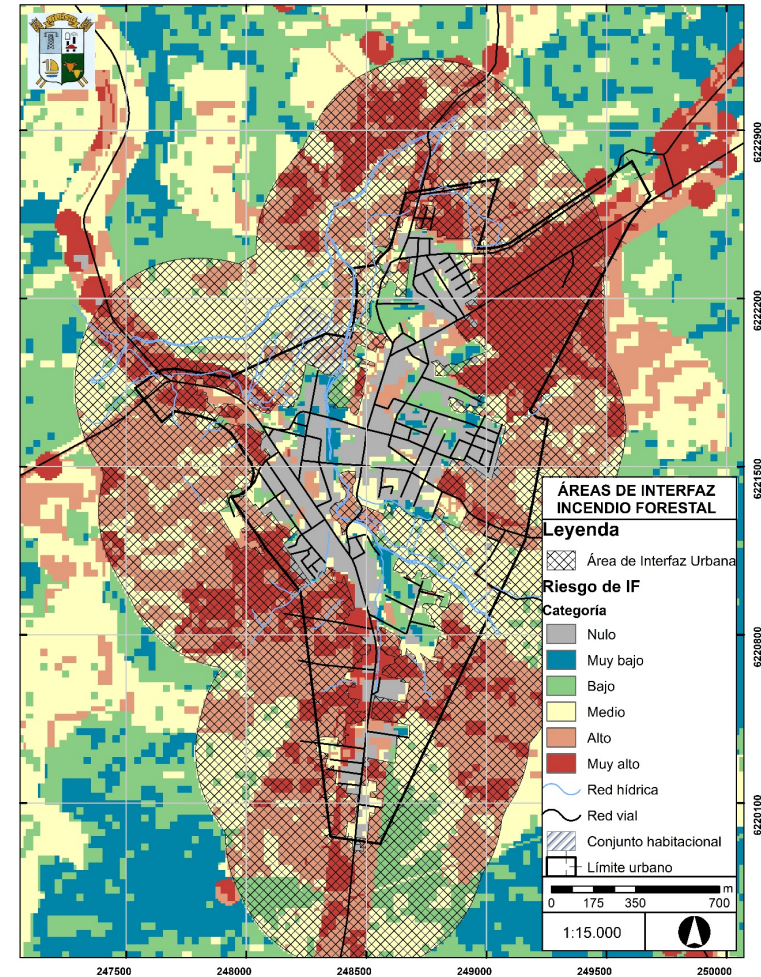 6222900
6222200
6221500
6220800
6220100
ÁREAS DE INTERFAZ
INCENDIO FORESTAL
Leyenda
Área de Interfaz Urbana
Riesgo de IF
Categoría
Nulo
Muy bajo
Bajo
Medio
Alto
Muy alto
Red hídrica
Red vial
Conjunto habitacional
Límite urbano
m
0 175 350 700
1:15.000
247500 248000 248500 249000 249500 250000